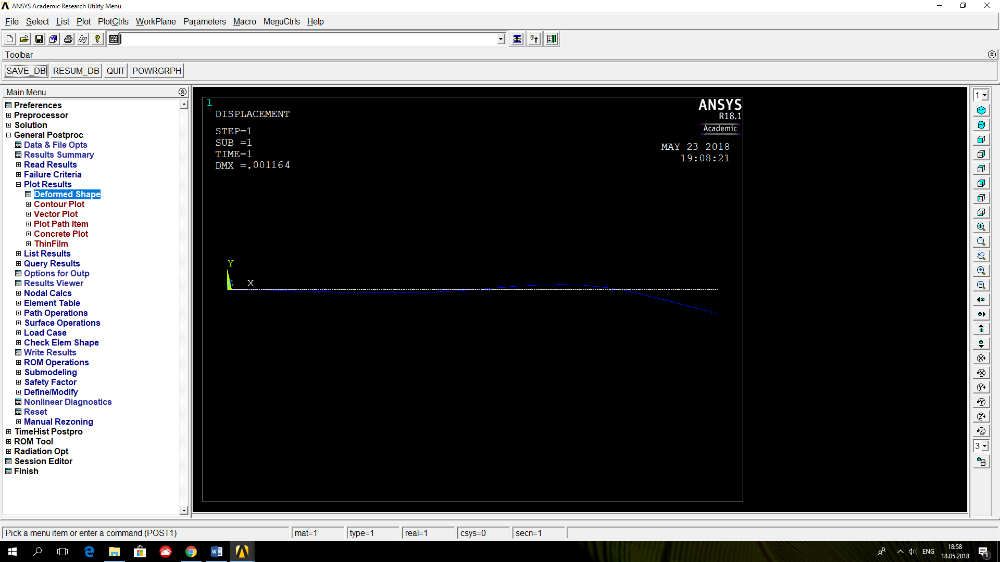 ANSYS Academic Research Utility Menu
File Select List Plot PlotCtrls WorkPlane Parameters Macro MenuCtrls Help
Toolbar
SAVE_DB RESUM_DB QUIT POWRGRPH
Main Menu
Preferences
Preprocessor
Solution
General Postproc
Data & File Opts
Results Summary
Read Results
Failure Criteria
Plot Results
Deformed Shape
Contour Plot
Vector Plot
Plot Path Item
Concrete Plot
ThinFilm
List Results
Query Results
Options for Outp
Results Viewer
Nodal Calcs
Element Table
Path Operations
Surface Operations
Load Case
Check Elem Shape
Write Results
ROM Operations
Submodeling
Safety Factor
Define/Modify
Nonlinear Diagnostics
Reset
Manual Rezoning
TimeHist Postpro
ROM Tool
Radiation Opt
Session Editor
Finish
1
DISPLACEMENT
STEP=1
SUB =1
TIME=1
DMX =.001164
ANSYS
R18.1
Academic
MAY 23 2018
19:08:21
Y
Z X
1
3
Pick a menu item or enter a command (POST1) mat=1 type=1 real=1 csys=0 secn=1
ENG
18:58
18.05.2018
1